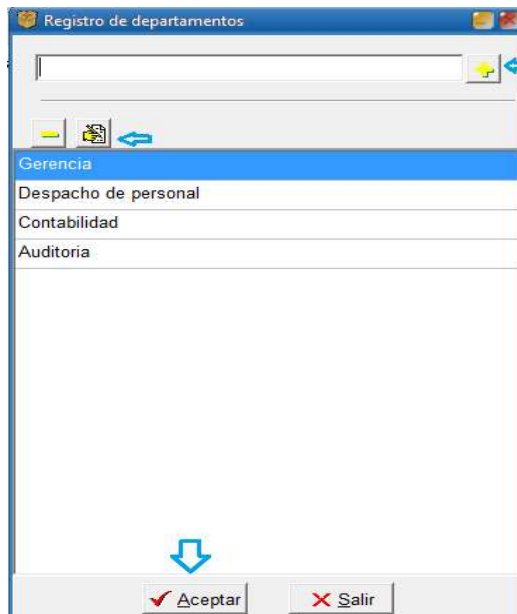 Registro de departamentos
Gerencia
Despacho de personal
Contabilidad
Auditoria
Aceptar
Salir